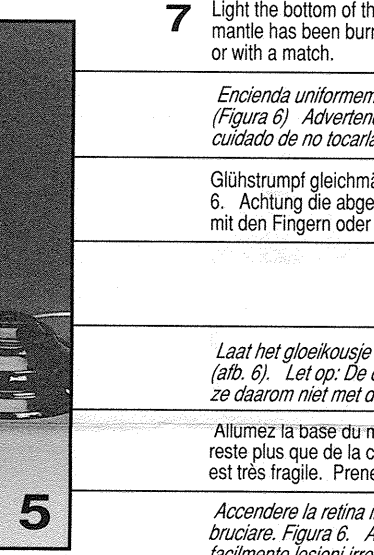 7 Light the bottom of th
mantle has been burn
or with a match.
Encienda uniformem
(Figura 6) Advertenc
cuidado de no tocarla
Glühstrumpf gleichmä
6. Achtung die abge
mit den Fingern oder
Laat het gloeikousje
(afb. 6). Let op: De
ze daarom niet met d
Allumez la base du m
reste plus que de la c
est très fragile. Prene
Accendere la retina
bruciare. Figura 6. A
facilmente lesioni irre
5